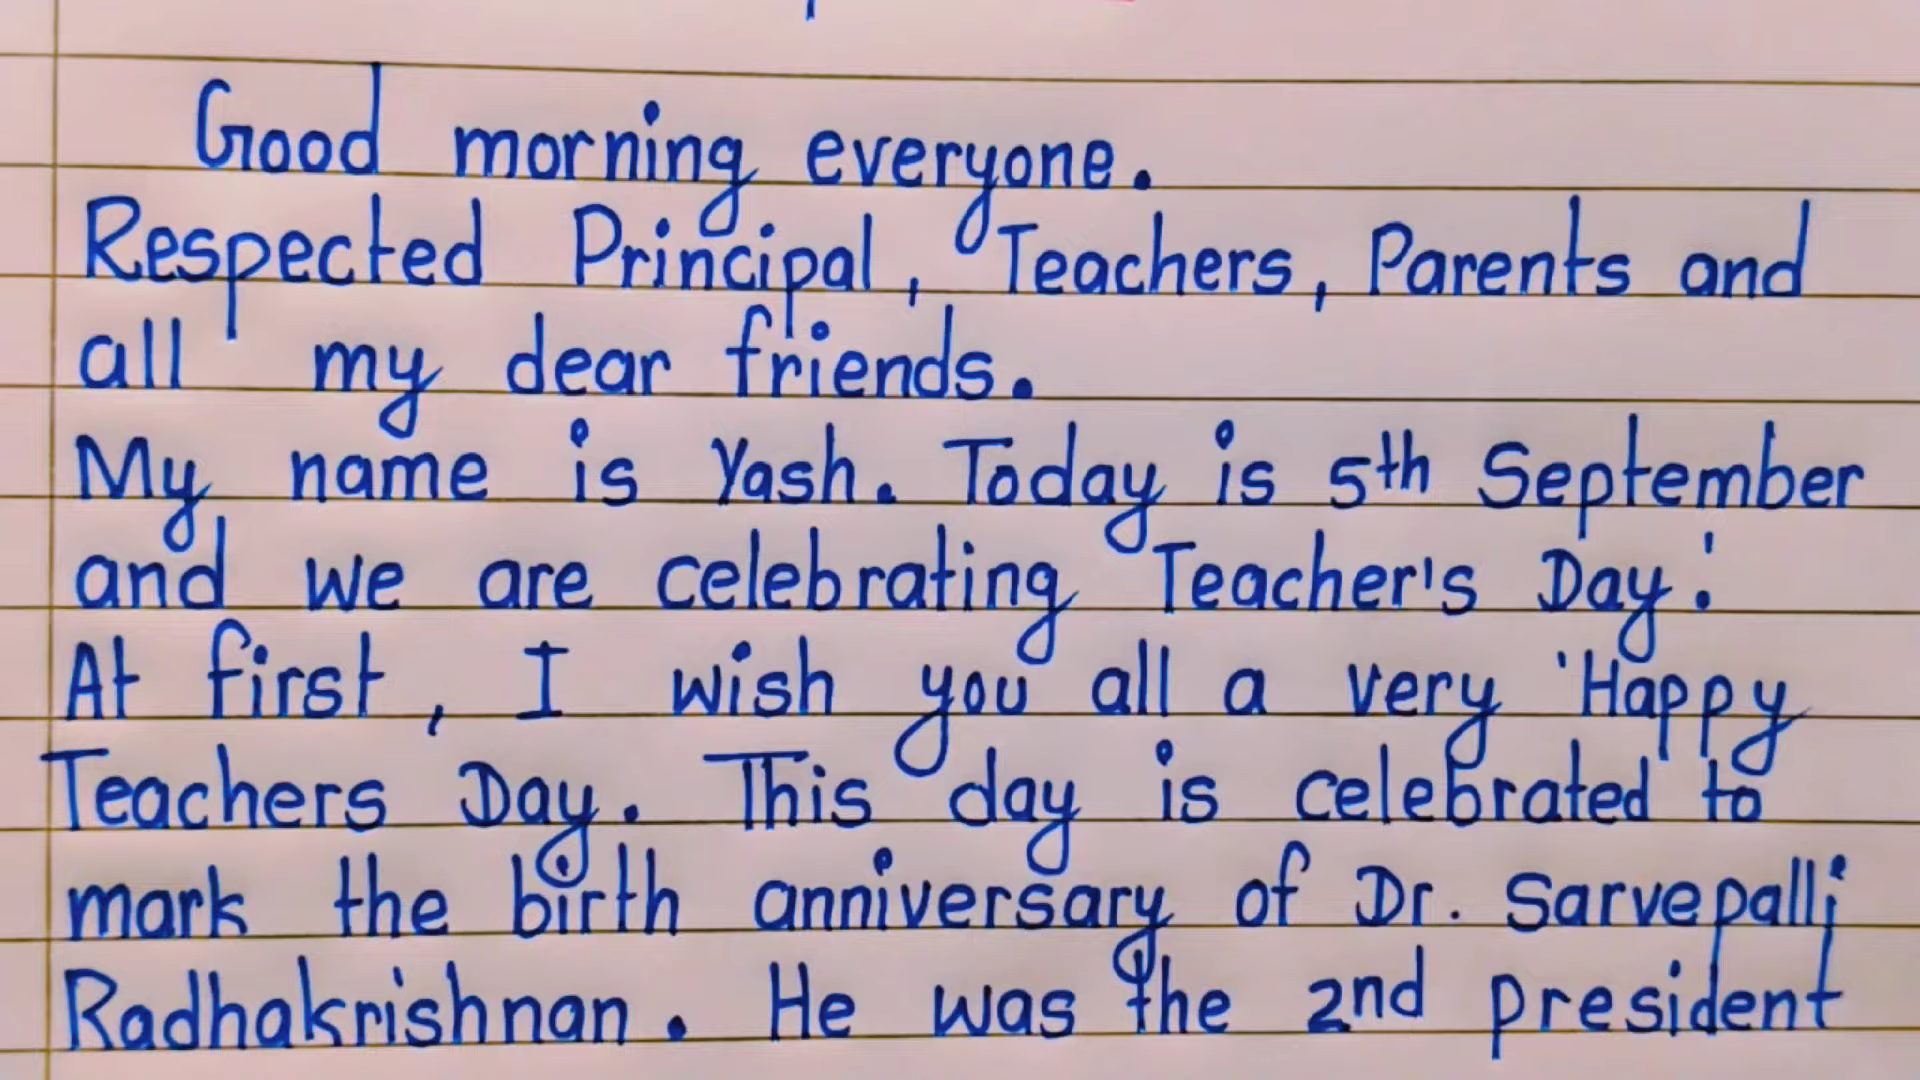 Good morning everyone.
Respected Principal, Teachers, Parents and
all my dear friends.
My name is Yash. Today is 5th September
and we are celebrating Teacher's Day.'
At first, I wish you all a very 'Happy
Teachers Day. This day is celebrated to
mark the birth anniversary of Dr. Sarvepalli
Radhakrishnan. He was the 2nd president